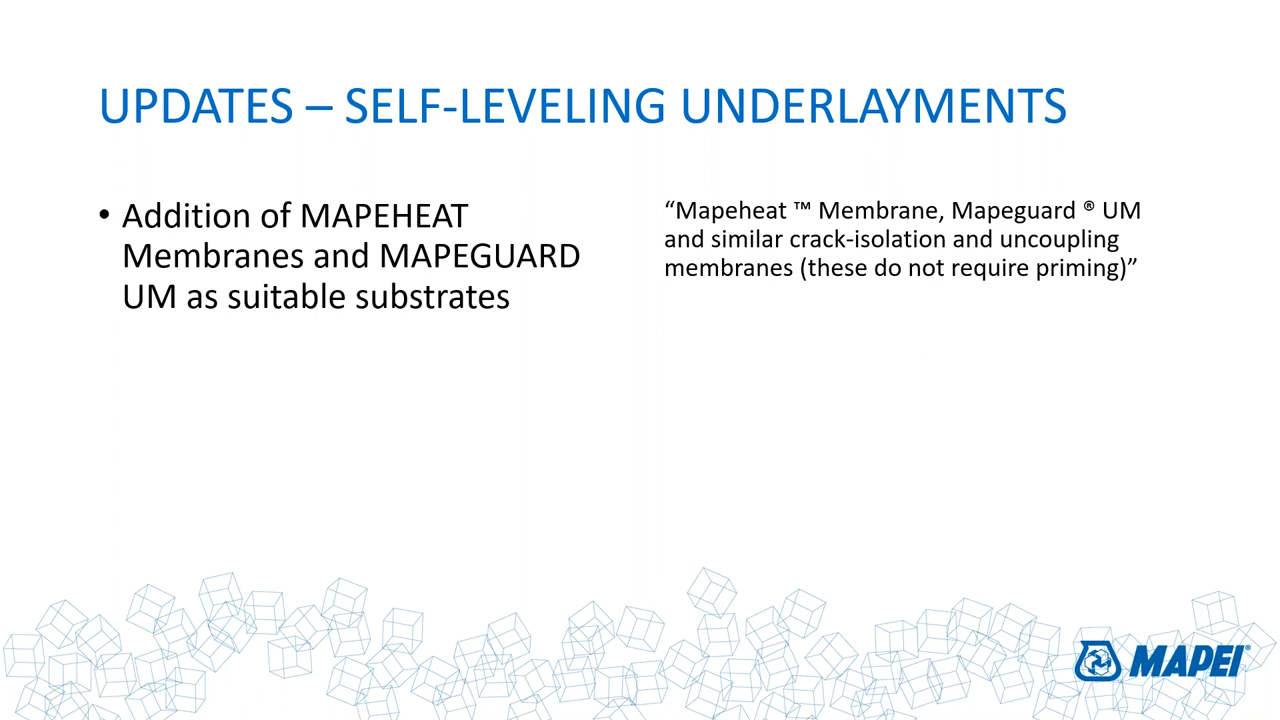 UPDATES – SELF-LEVELING UNDERLAYMENTS
• Addition of MAPEHEAT
Membranes and MAPEGUARD
UM as suitable substrates
“Mapeheat ™ Membrane, Mapeguard ® UM
and similar crack-isolation and uncoupling
membranes (these do not require priming)”
MAPEI®